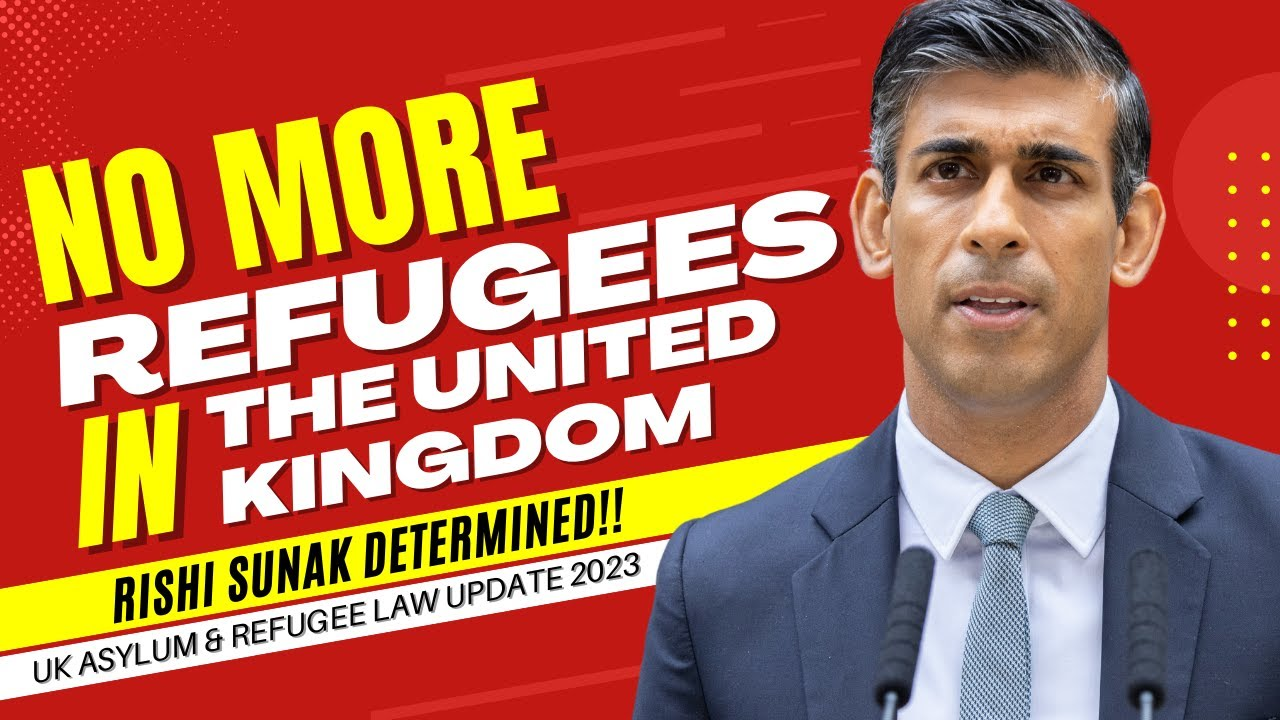 NO MORE
REFUGEES
IN THE UNITED
KINGDOM
RISHI SUNAK DETERMINED!!
UK ASYLUM & REFUGEE LAW UPDATE 2023